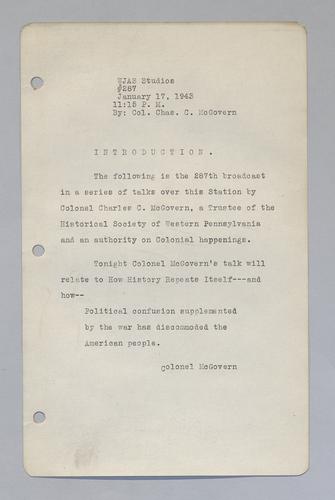 WJAS Studios
#287
January 17, 1943
11:15 P. M.
By: Col. Chas. C. McGovern
I N T R O D U C T I O N .
The following is the 287th broadcast
in a series of talks over this Station by
Colonel Charles C. McGovern, a Trustee of the
Historical Society of Western Pennsylvania
and an authority on Colonial happenings.
Tonight Colonel McGovern's talk will
relate to How History Repeats Itself---and
how--
Political confusion supplemented
by the war has discommoded the
American people.
Colonel McGovern